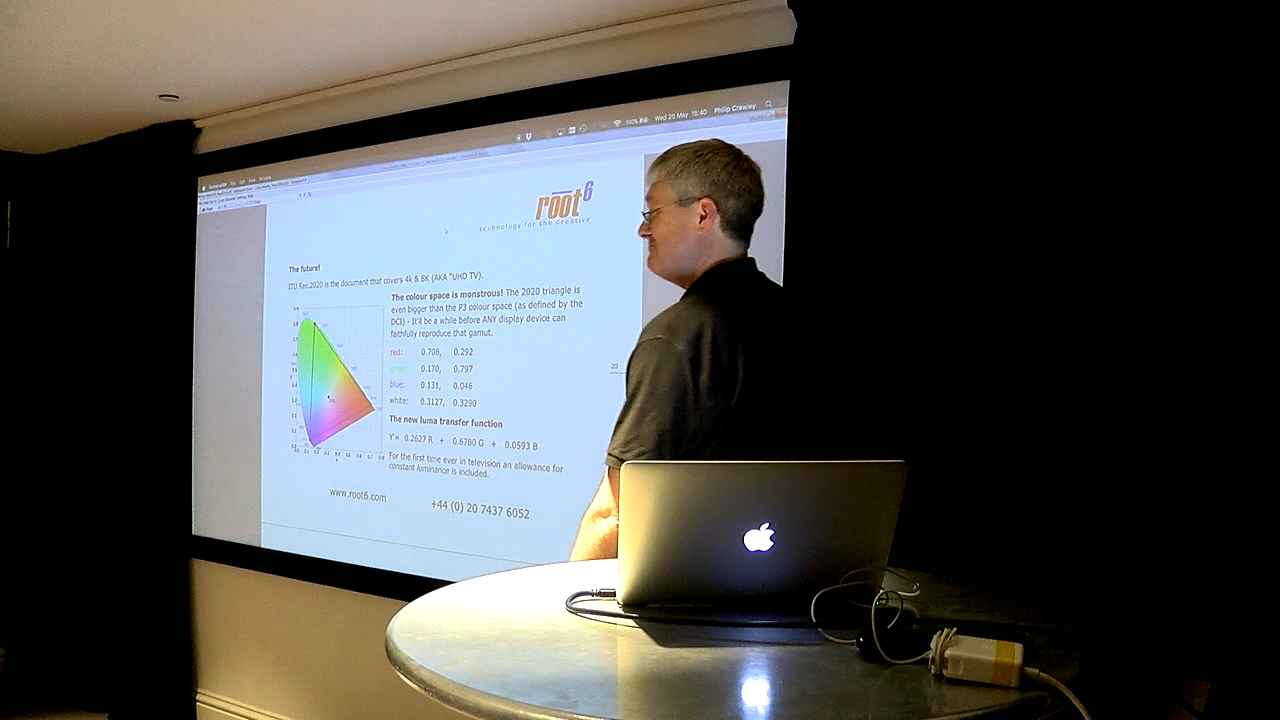 100%
Wed 25 May 15:40
Philip Crawley
File Edit View Window
root6
technology for the creative
The future!
ITU Rec.2020 is the document that covers 4k & 8K (AKA "UHD TV).
The colour space is monstrous! The 2020 triangle is
even bigger than the P3 colour space (as defined by the
DCI) - It'll be a while before ANY display device can
faithfully reproduce that gamut.
red: 0.708, 0.292
green: 0.170, 0.797
blue: 0.131, 0.046
white: 0.3127, 0.3290
The new luma transfer function
Y'= 0.2627 R + 0.6780 G + 0.0593 B
For the first time ever in television an allowance for
constant luminance is included.
www.root6.com
+44 (0) 20 7437 6052
20